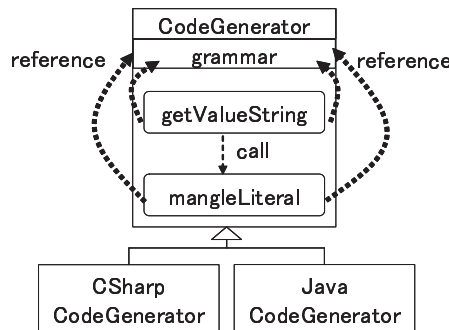 CodeGenerator
reference
grammar
reference
getValueString
call
mangleLiteral
CSharp
CodeGenerator
Java
CodeGenerator